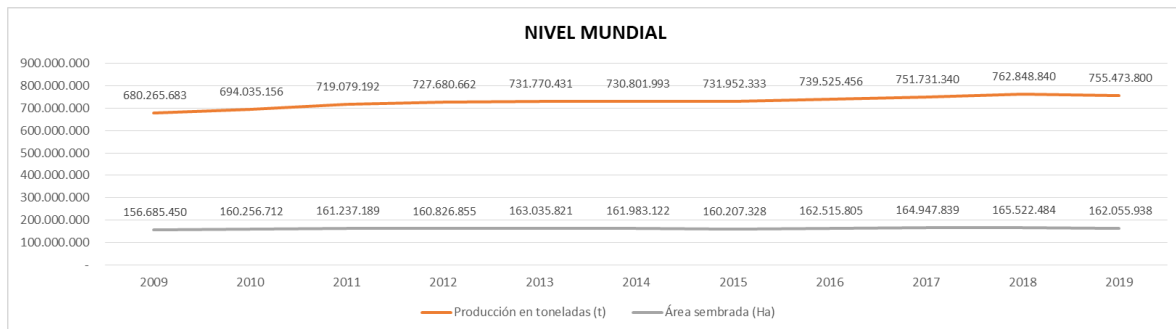 NIVEL MUNDIAL
900.000.000
800.000.000
700.000.000
600.000.000
500.000.000
400.000.000
300.000.000
200.000.000
100.000.000
-
680.265.683 694.035.156 719.079.192 727.680.662 731.770.431 730.801.993 731.952.333 739.525.456 751.731.340 762.848.840 755.473.800
156.685.450 160.256.712 161.237.189 160.826.855 163.035.821 161.983.122 160.207.328 162.515.805 164.947.839 165.522.484 162.055.938
2009 2010 2011 2012 2013 2014 2015 2016 2017 2018 2019
Producción en toneladas (t) Área sembrada (Ha)